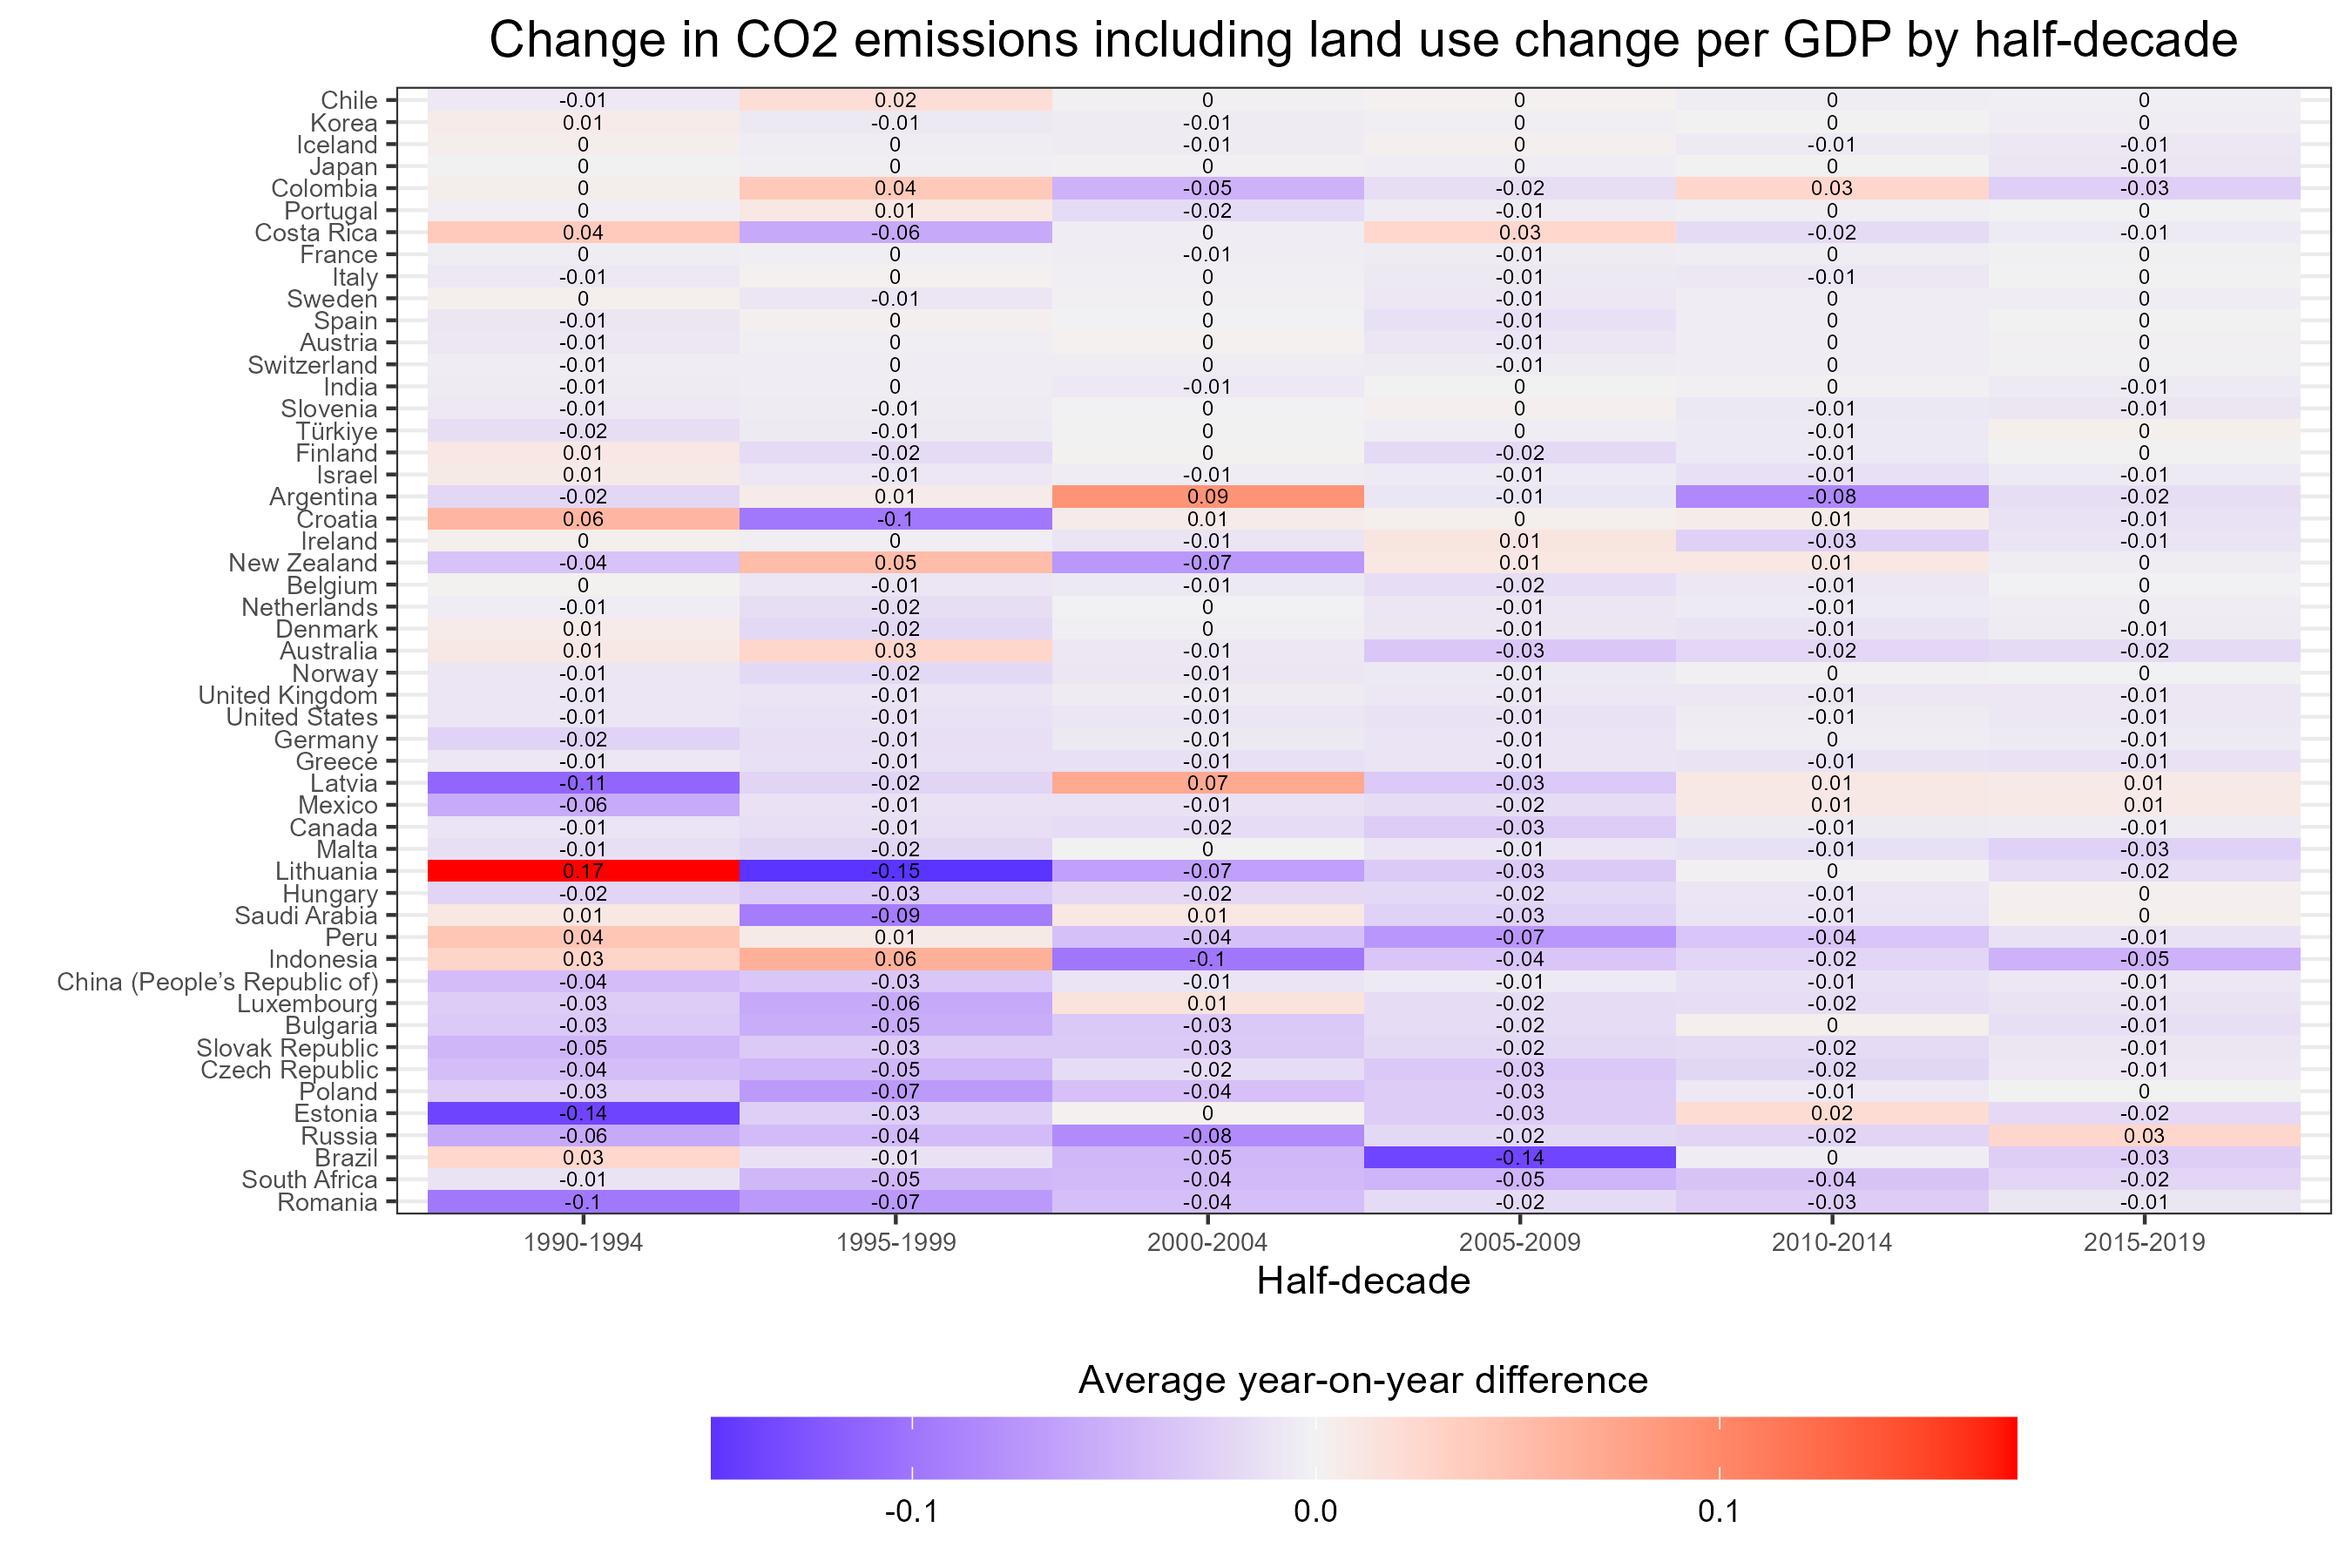 Change in CO2 emissions including land use change per GDP by half-decade
Chile -0.01 0.02 0 0 0 0
Korea 0.01 -0.01 -0.01 0 0 0
Iceland 0 0 -0.01 0 -0.01 -0.01
Japan 0 0 0 0 0 -0.01
Colombia 0 0.04 -0.05 -0.02 0.03 -0.03
Portugal 0 0.01 -0.02 -0.01 0 0
Costa Rica 0.04 -0.06 0 0.03 -0.02 -0.01
France 0 0 -0.01 -0.01 0 0
Italy -0.01 0 0 -0.01 -0.01 0
Sweden 0 -0.01 0 -0.01 0 0
Spain -0.01 0 0 -0.01 0 0
Austria -0.01 0 0 -0.01 0 0
Switzerland -0.01 0 0 -0.01 0 0
India -0.01 0 -0.01 0 0 -0.01
Slovenia -0.01 -0.01 0 0 -0.01 -0.01
Türkiye -0.02 -0.01 0 0 -0.01 0
Finland 0.01 -0.02 0 -0.02 -0.01 0
Israel 0.01 -0.01 -0.01 -0.01 -0.01 -0.01
Argentina -0.02 0.01 0.09 -0.01 -0.08 -0.02
Croatia 0.06 -0.1 0.01 0 0.01 -0.01
Ireland 0 0 -0.01 0.01 -0.03 -0.01
New Zealand -0.04 0.05 -0.07 0.01 0.01 0
Belgium 0 -0.01 -0.01 -0.02 -0.01 0
Netherlands -0.01 -0.02 0 -0.01 -0.01 0
Denmark 0.01 -0.02 0 -0.01 -0.01 -0.01
Australia 0.01 0.03 -0.01 -0.03 -0.02 -0.02
Norway -0.01 -0.02 -0.01 -0.01 0 0
United Kingdom -0.01 -0.01 -0.01 -0.01 -0.01 -0.01
United States -0.01 -0.01 -0.01 -0.01 -0.01 -0.01
Germany -0.02 -0.01 -0.01 -0.01 0 -0.01
Greece -0.01 -0.01 -0.01 -0.01 -0.01 -0.01
Latvia -0.11 -0.02 0.07 -0.03 0.01 0.01
Mexico -0.06 -0.01 -0.01 -0.02 0.01 0.01
Canada -0.01 -0.01 -0.02 -0.03 -0.01 -0.01
Malta -0.01 -0.02 0 -0.01 -0.01 -0.03
Lithuania 0.17 -0.15 -0.07 -0.03 0 -0.02
Hungary -0.02 -0.03 -0.02 -0.02 -0.01 0
Saudi Arabia 0.01 -0.09 0.01 -0.03 -0.01 0
Peru 0.04 0.01 -0.04 -0.07 -0.04 -0.01
Indonesia 0.03 0.06 -0.1 -0.04 -0.02 -0.05
China (People’s Republic of) -0.04 -0.03 -0.01 -0.01 -0.01 -0.01
Luxembourg -0.03 -0.06 0.01 -0.02 -0.02 -0.01
Bulgaria -0.03 -0.05 -0.03 -0.02 0 -0.01
Slovak Republic -0.05 -0.03 -0.03 -0.02 -0.02 -0.01
Czech Republic -0.04 -0.05 -0.02 -0.03 -0.02 -0.01
Poland -0.03 -0.07 -0.04 -0.03 -0.01 0
Estonia -0.14 -0.03 0 -0.03 0.02 -0.02
Russia -0.06 -0.04 -0.08 -0.02 -0.02 0.03
Brazil 0.03 -0.01 -0.05 -0.14 0 -0.03
South Africa -0.01 -0.05 -0.04 -0.05 -0.04 -0.02
Romania -0.1 -0.07 -0.04 -0.02 -0.03 -0.01
1990-1994 1995-1999 2000-2004 2005-2009 2010-2014 2015-2019
Half-decade
Average year-on-year difference
-0.1 0.0 0.1